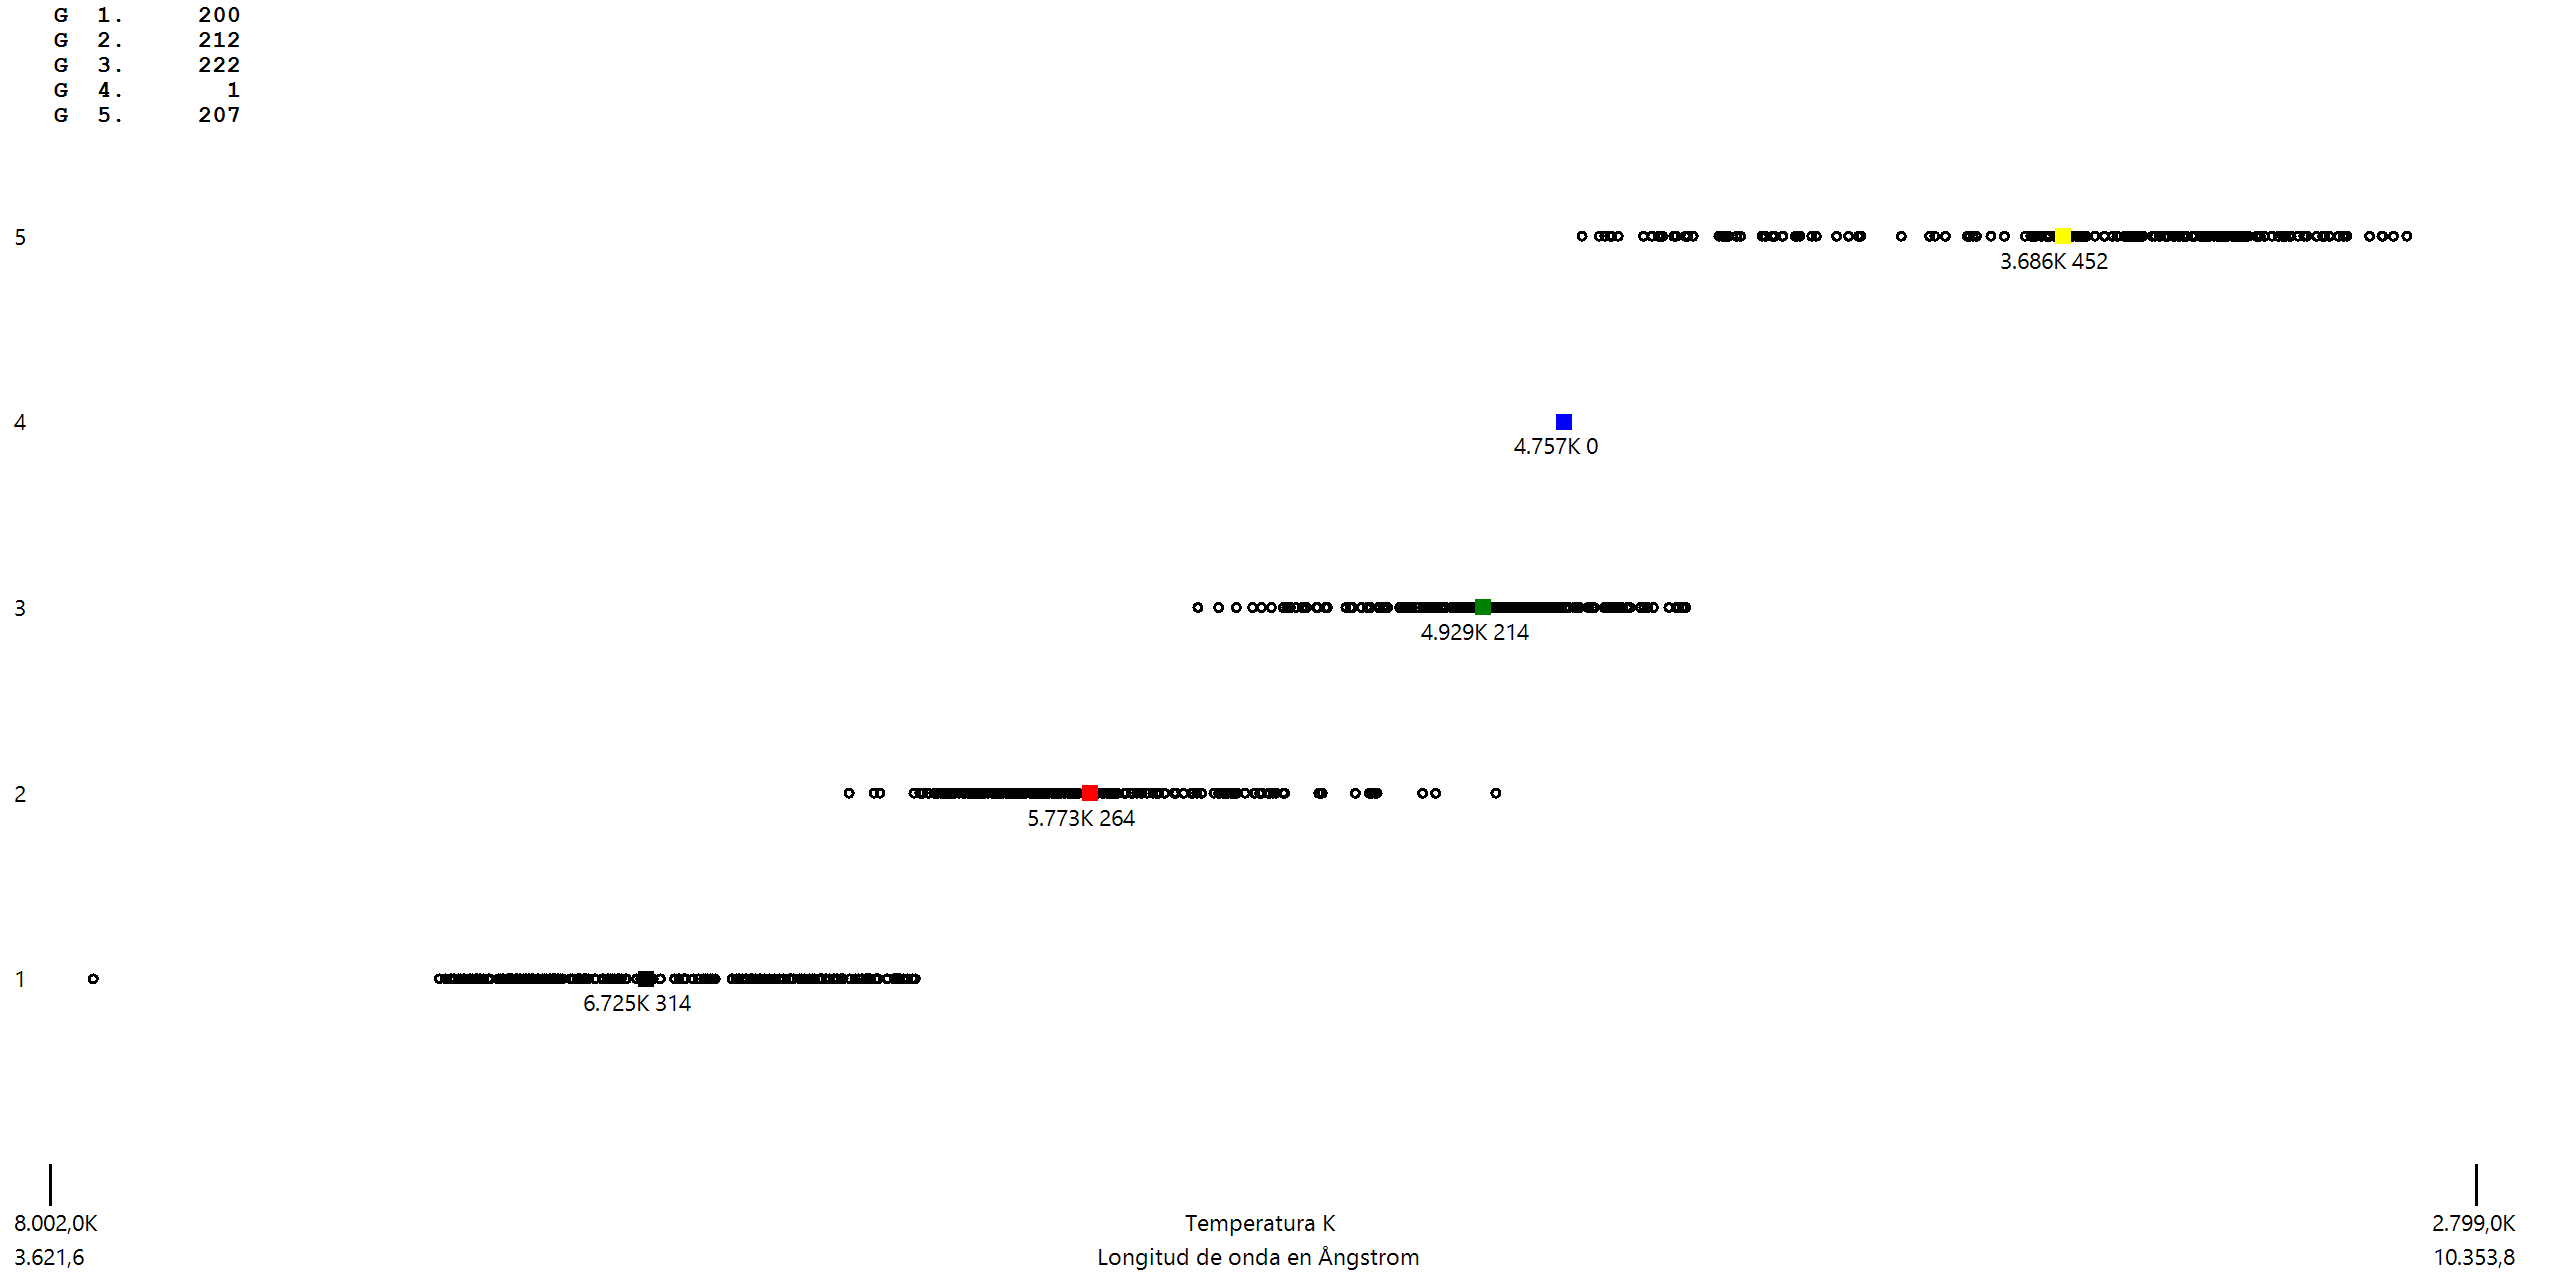 G 1. 200
G 2. 212
G 3. 222
G 4. 1
G 5. 207
5
3.686K 452
4
4.757K 0
3
4.929K 214
2
5.773K 264
1
6.725K 314
8.002,0K Temperatura K 2.799,0K
3.621,6 Longitud de onda en Ångstrom 10.353,8